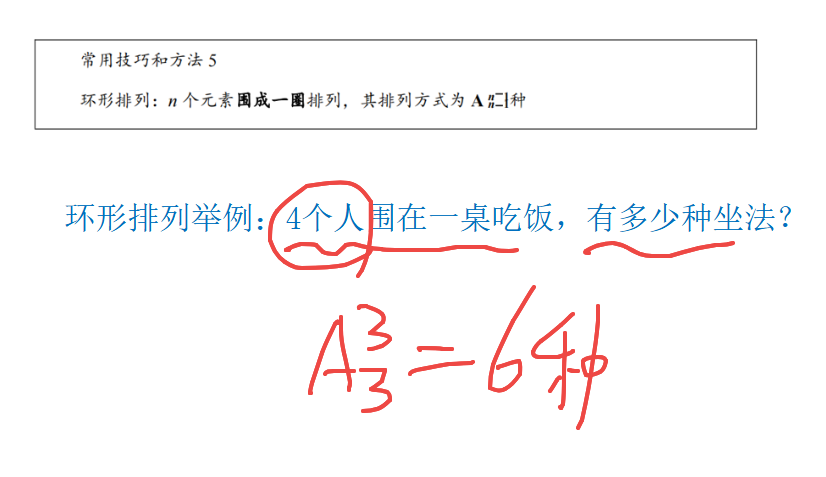 常用技巧和方法 5
环形排列：n 个元素围成一圈排列，其排列方式为 A n-1 n-1 种
环形排列举例：4个人围在一桌吃饭，有多少种坐法？
A 3 3 = 6种